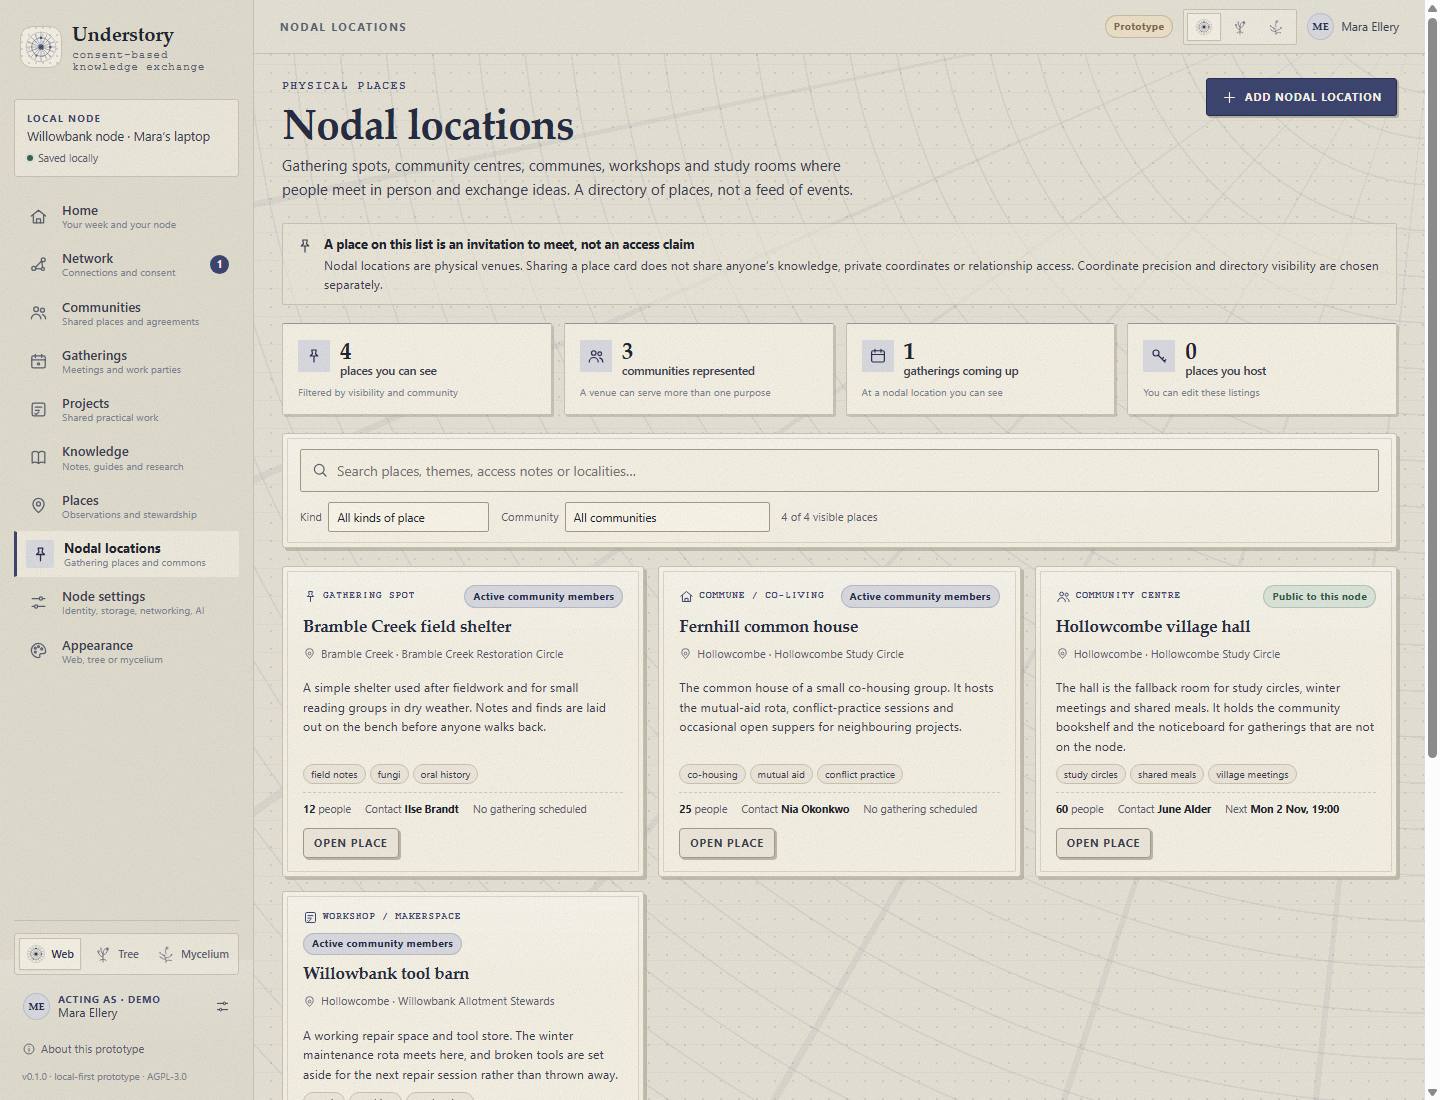 Understory
consent-based
knowledge exchange
LOCAL NODE
Willowbank node · Mara's laptop
Saved locally
Home
Your week and your node
Network
Connections and consent
1
Communities
Shared places and agreements
Gatherings
Meetings and work parties
Projects
Shared practical work
Knowledge
Notes, guides and research
Places
Observations and stewardship
Nodal locations
Gathering places and commons
Node settings
Identity, storage, networking, AI
Appearance
Web, tree or mycelium
Web
Tree
Mycelium
ME
ACTING AS · DEMO
Mara Ellery
About this prototype
v0.1.0 · local-first prototype · AGPL-3.0
NODAL LOCATIONS
Prototype
ME
Mara Ellery
PHYSICAL PLACES
Nodal locations
Gathering spots, community centres, communes, workshops and study rooms where
people meet in person and exchange ideas. A directory of places, not a feed of events.
ADD NODAL LOCATION
A place on this list is an invitation to meet, not an access claim
Nodal locations are physical venues. Sharing a place card does not share anyone's knowledge, private coordinates or relationship access. Coordinate precision and directory visibility are chosen
separately.
4
places you can see
Filtered by visibility and community
3
communities represented
A venue can serve more than one purpose
1
gatherings coming up
At a nodal location you can see
0
places you host
You can edit these listings
Search places, themes, access notes or localities...
Kind
All kinds of place
Community
All communities
4 of 4 visible places
GATHERING SPOT
Active community members
Bramble Creek field shelter
Bramble Creek · Bramble Creek Restoration Circle
A simple shelter used after fieldwork and for small
reading groups in dry weather. Notes and finds are laid
out on the bench before anyone walks back.
field notes
fungi
oral history
12 people
Contact Ilse Brandt
No gathering scheduled
OPEN PLACE
COMMUNE / CO-LIVING
Active community members
Fernhill common house
Hollowcombe · Hollowcombe Study Circle
The common house of a small co-housing group. It hosts
the mutual-aid rota, conflict-practice sessions and
occasional open suppers for neighbouring projects.
co-housing
mutual aid
conflict practice
25 people
Contact Nia Okonkwo
No gathering scheduled
OPEN PLACE
COMMUNITY CENTRE
Public to this node
Hollowcombe village hall
Hollowcombe · Hollowcombe Study Circle
The hall is the fallback room for study circles, winter
meetings and shared meals. It holds the community
bookshelf and the noticeboard for gatherings that are not
on the node.
study circles
shared meals
village meetings
60 people
Contact June Alder
Next Mon 2 Nov, 19:00
OPEN PLACE
WORKSHOP / MAKERSPACE
Active community members
Willowbank tool barn
Hollowcombe · Willowbank Allotment Stewards
A working repair space and tool store. The winter
maintenance rota meets here, and broken tools are set
aside for the next repair session rather than thrown away.